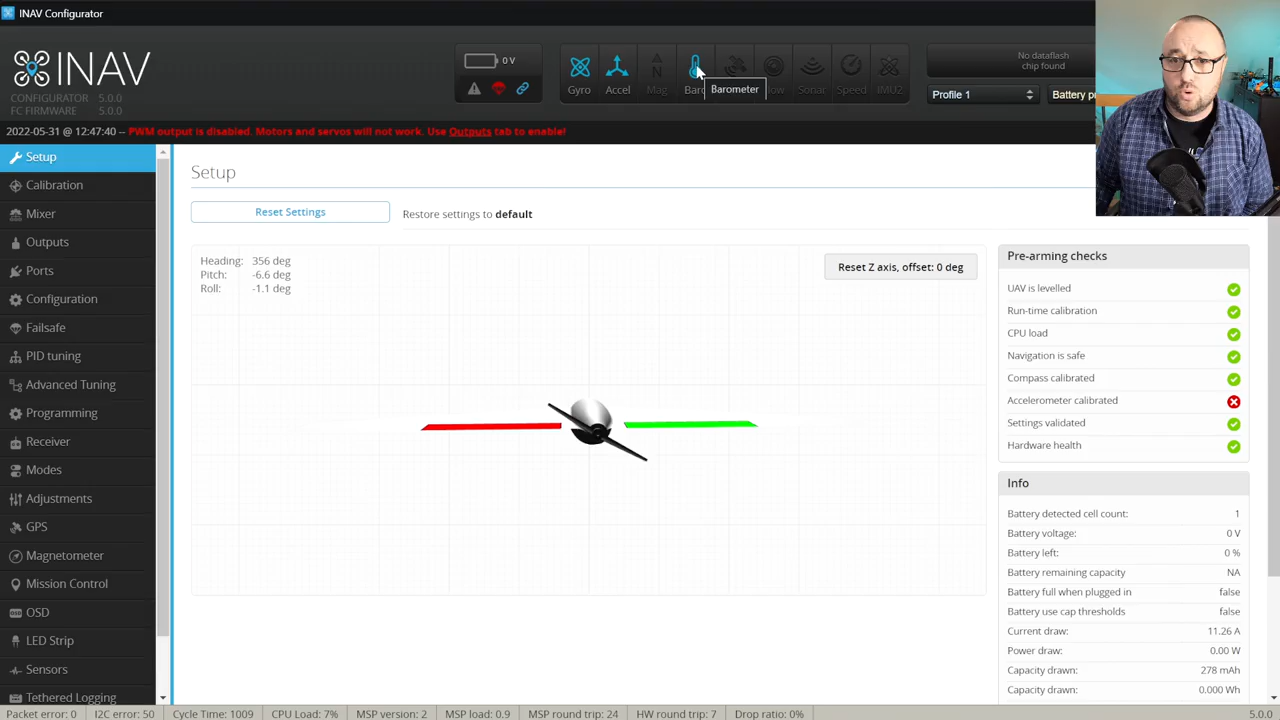 INAV Configurator
INAV
CONFIGURATOR 5.0.0
FC FIRMWARE 5.0.0
0 V
Gyro
Accel
Mag
Baro
Barometer
Sonar
Speed
IMU2
No dataflash
chip found
Profile 1
Battery
2022-05-31 @ 12:47:40 -- PWM output is disabled. Motors and servos will not work. Use Outputs tab to enable!
Setup
Calibration
Mixer
Outputs
Ports
Configuration
Failsafe
PID tuning
Advanced Tuning
Programming
Receiver
Modes
Adjustments
GPS
Magnetometer
Mission Control
OSD
LED Strip
Sensors
Tethered Logging
Setup
Reset Settings
Restore settings to default
Heading: 356 deg
Pitch: -6.6 deg
Roll: -1.1 deg
Reset Z axis, offset: 0 deg
Pre-arming checks
UAV is levelled
Run-time calibration
CPU load
Navigation is safe
Compass calibrated
Accelerometer calibrated
Settings validated
Hardware health
Info
Battery detected cell count: 1
Battery voltage: 0 V
Battery left: 0 %
Battery remaining capacity NA
Battery full when plugged in false
Battery use cap thresholds false
Current draw: 11.26 A
Power draw: 0.00 W
Capacity drawn: 278 mAh
Capacity drawn: 0.000 Wh
Packet error: 0
I2C error: 50
Cycle Time: 1009
CPU Load: 7%
MSP version: 2
MSP load: 0.9
MSP round trip: 24
HW round trip: 7
Drop ratio: 0%
5.0.0